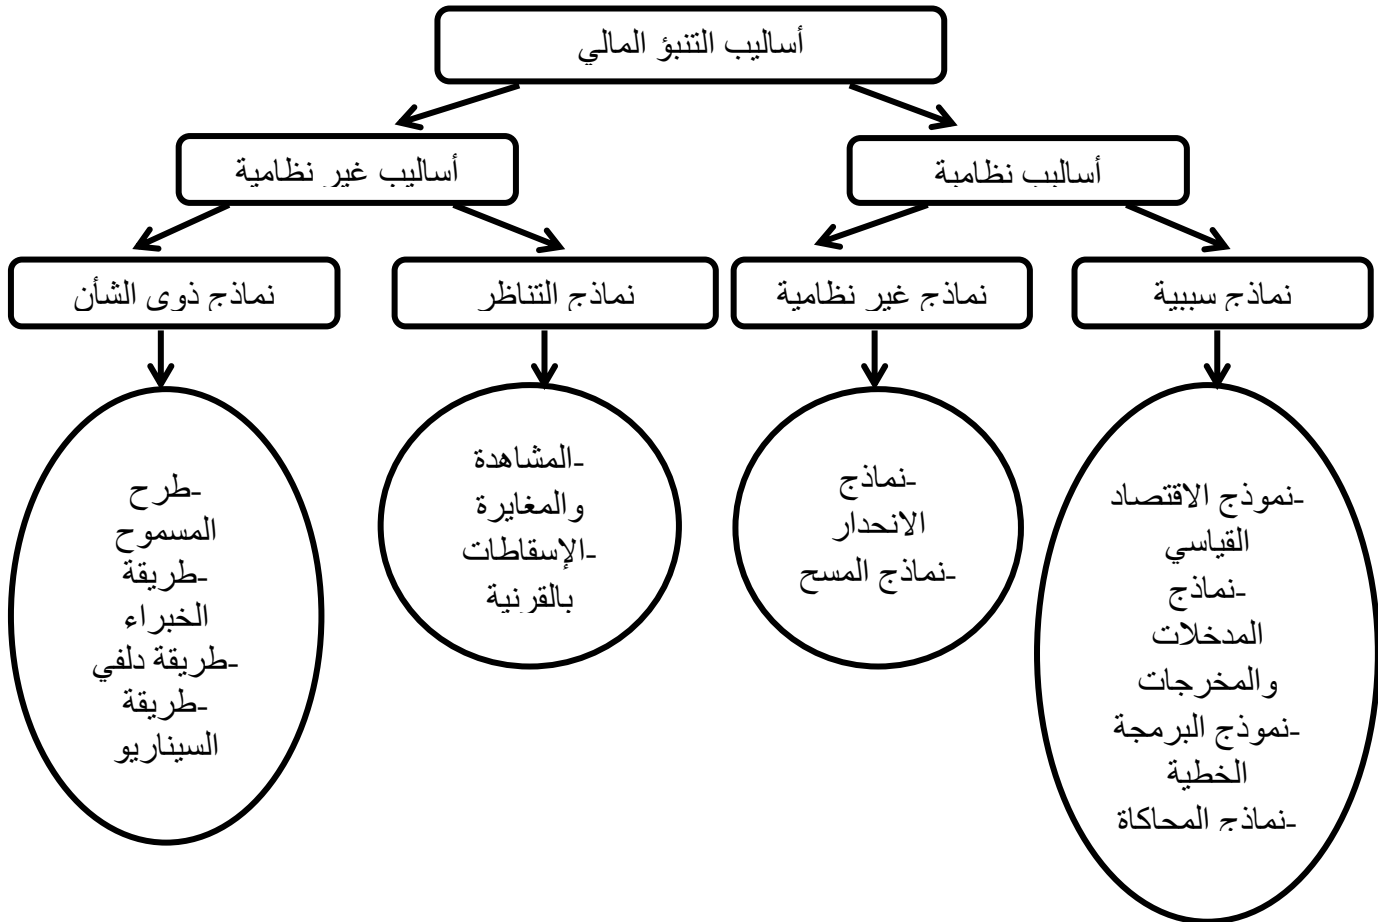 أساليب التنبؤ المالي
أساليب نظامية
أساليب غير نظامية
نماذج سببية
نماذج غير نظامية
نماذج التناظر
نماذج ذوى الشأن
-نموذج الاقتصاد
القياسي
-نماذج
المدخلات
والمخرجات
-نموذج البرمجة
الخطية
-نماذج المحاكاة
-نماذج
الانحدار
-نماذج المسح
-المشاهدة
والمغايرة
-الإسقاطات
بالقرنية
-طرح
المسموح
-طريقة
الخبراء
-طريقة دلفي
-طريقة
السيناريو